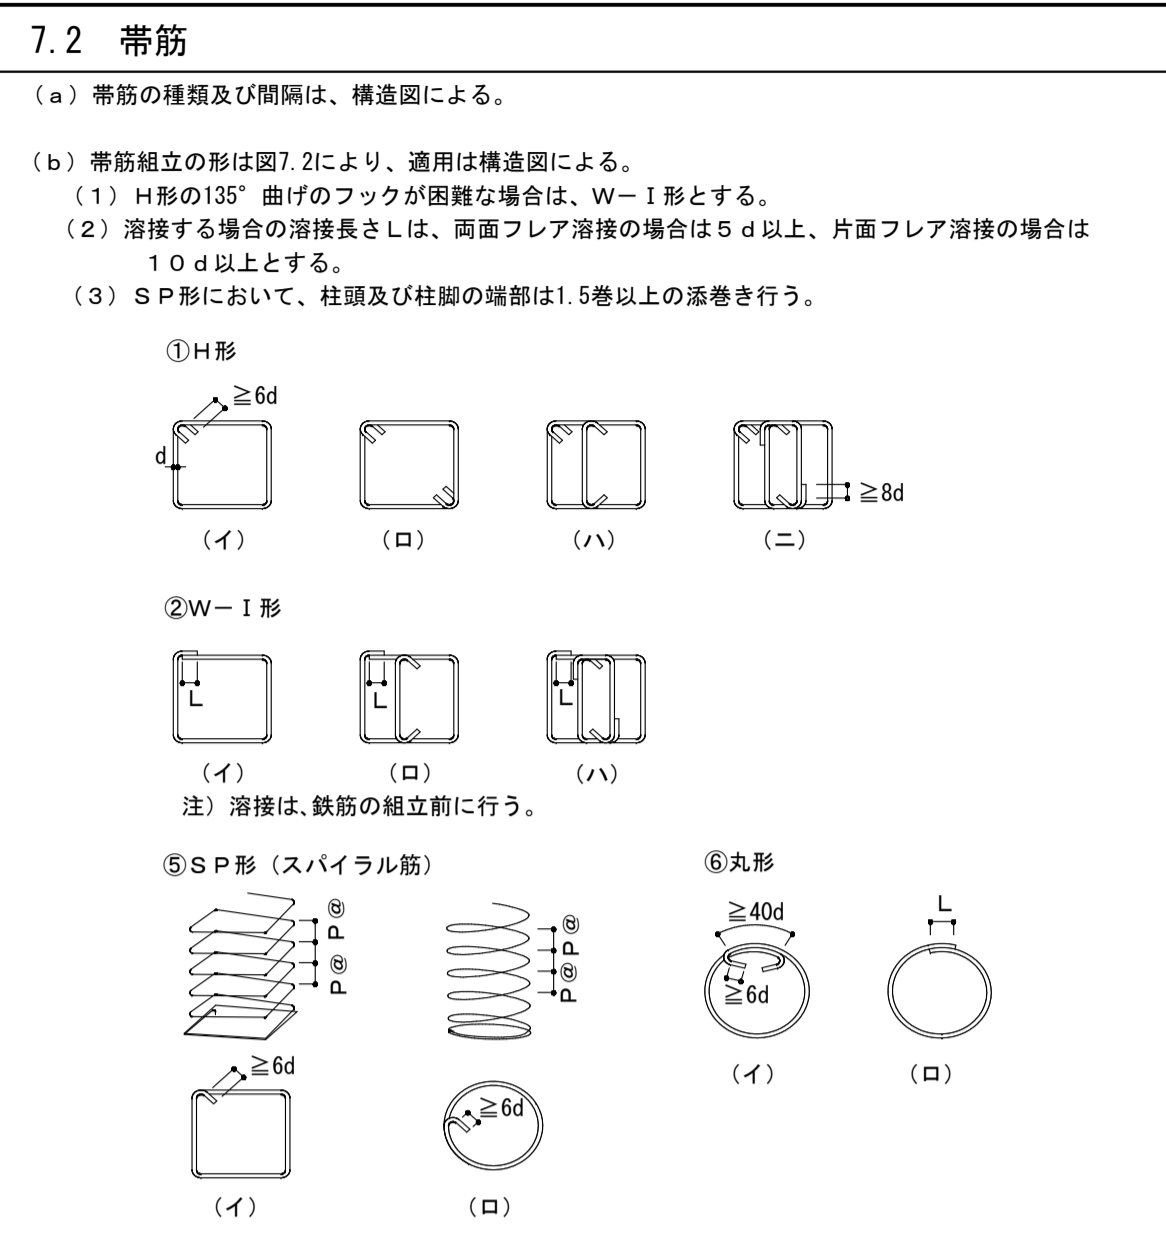 7.2　帯筋
（ａ）帯筋の種類及び間隔は、構造図による。
（ｂ）帯筋組立の形は図7.2により、適用は構造図による。
（１）Ｈ形の135°曲げのフックが困難な場合は、Ｗ－Ｉ形とする。
（２）溶接する場合の溶接長さＬは、両面フレア溶接の場合は５ｄ以上、片面フレア溶接の場合は
１０ｄ以上とする。
（３）ＳＰ形において、柱頭及び柱脚の端部は1.5巻以上の添巻き行う。
①Ｈ形
≧6d
d
≧8d
（イ）　（ロ）　（ハ）　（ニ）
②Ｗ－Ｉ形
L　L　L
（イ）　（ロ）　（ハ）
注）溶接は､鉄筋の組立前に行う。
⑤ＳＰ形（スパイラル筋）
P@ P@
P@ P@
≧6d
≧6d
（イ）　（ロ）
⑥丸形
≧40d
≧6d
L
（イ）　（ロ）